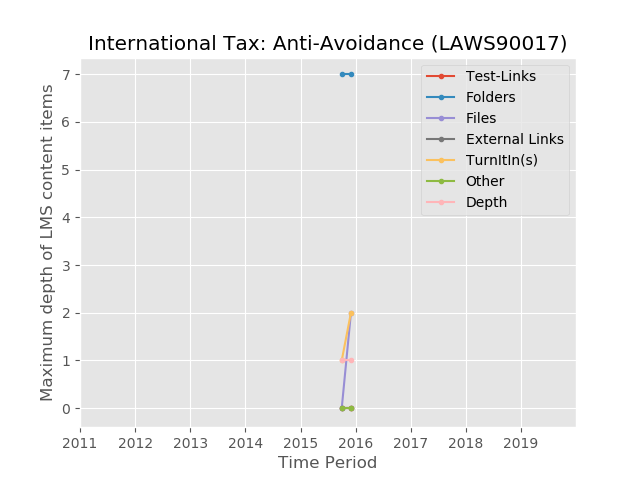 International Tax: Anti-Avoidance (LAWS90017)
Maximum depth of LMS content items
7
6
5
4
3
2
1
0
Test-Links
Folders
Files
External Links
TurnItIn(s)
Other
Depth
2011 2012 2013 2014 2015 2016 2017 2018 2019
Time Period